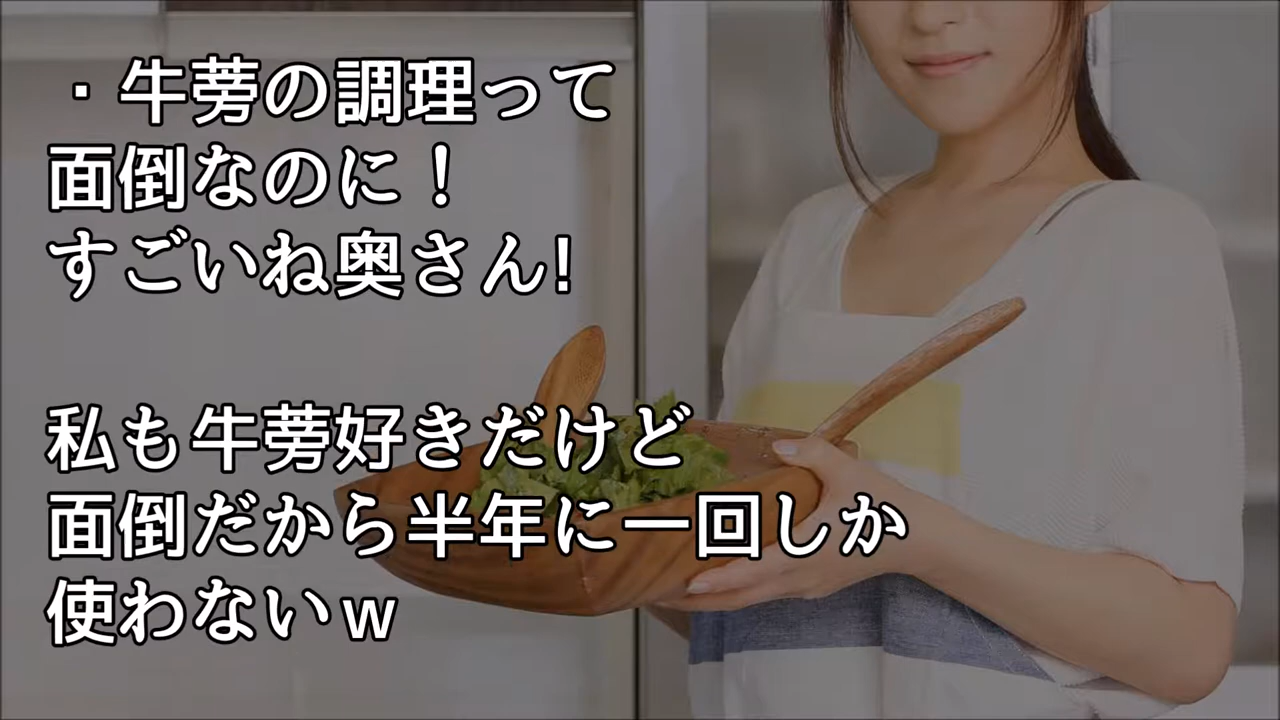 ・牛蒡の調理って
面倒なのに！
すごいね奥さん!
私も牛蒡好きだけど
面倒だから半年に一回しか
使わないｗ